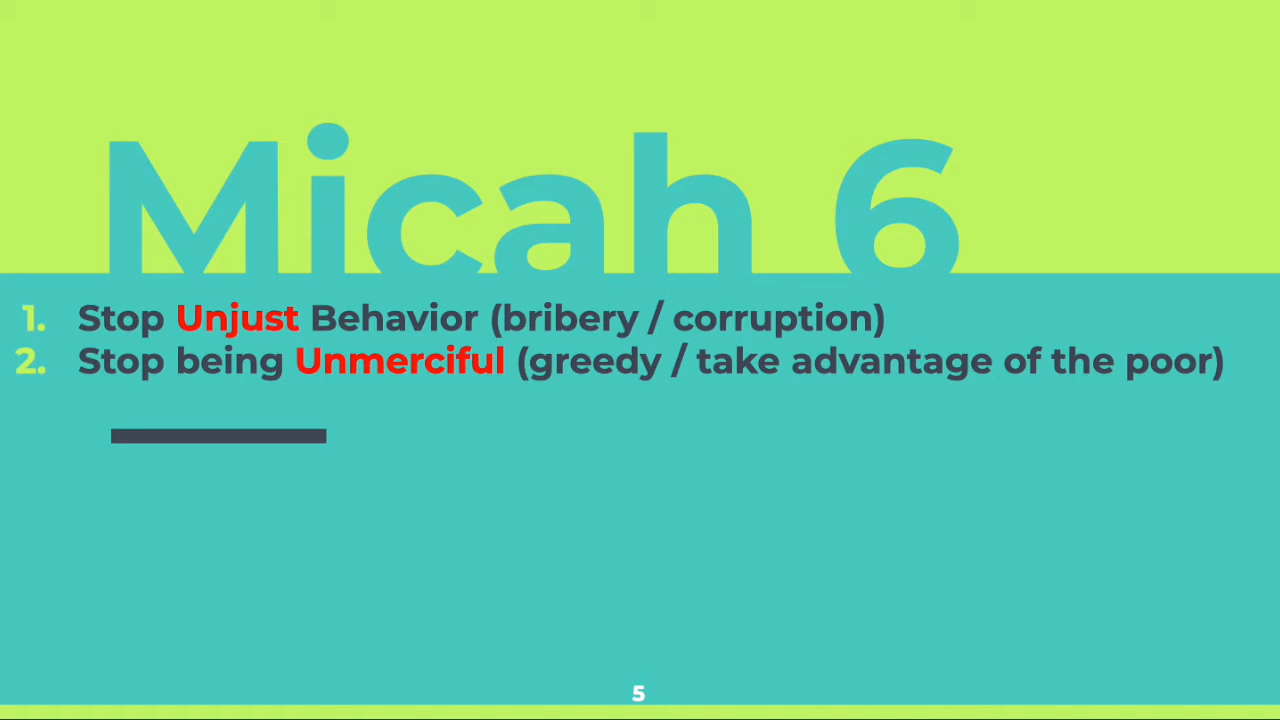 Micah 6
1. Stop Unjust Behavior (bribery / corruption)
2. Stop being Unmerciful (greedy / take advantage of the poor)
5